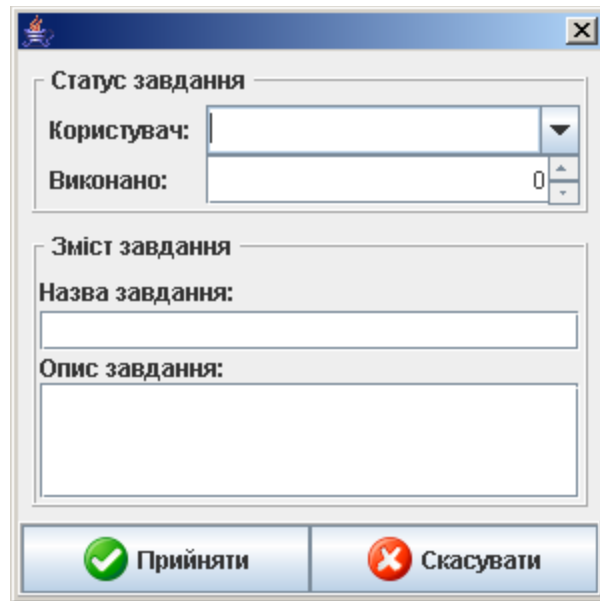 Статус завдання
Користувач:
Виконано: 0
Зміст завдання
Назва завдання:
Опис завдання:
Прийняти Скасувати